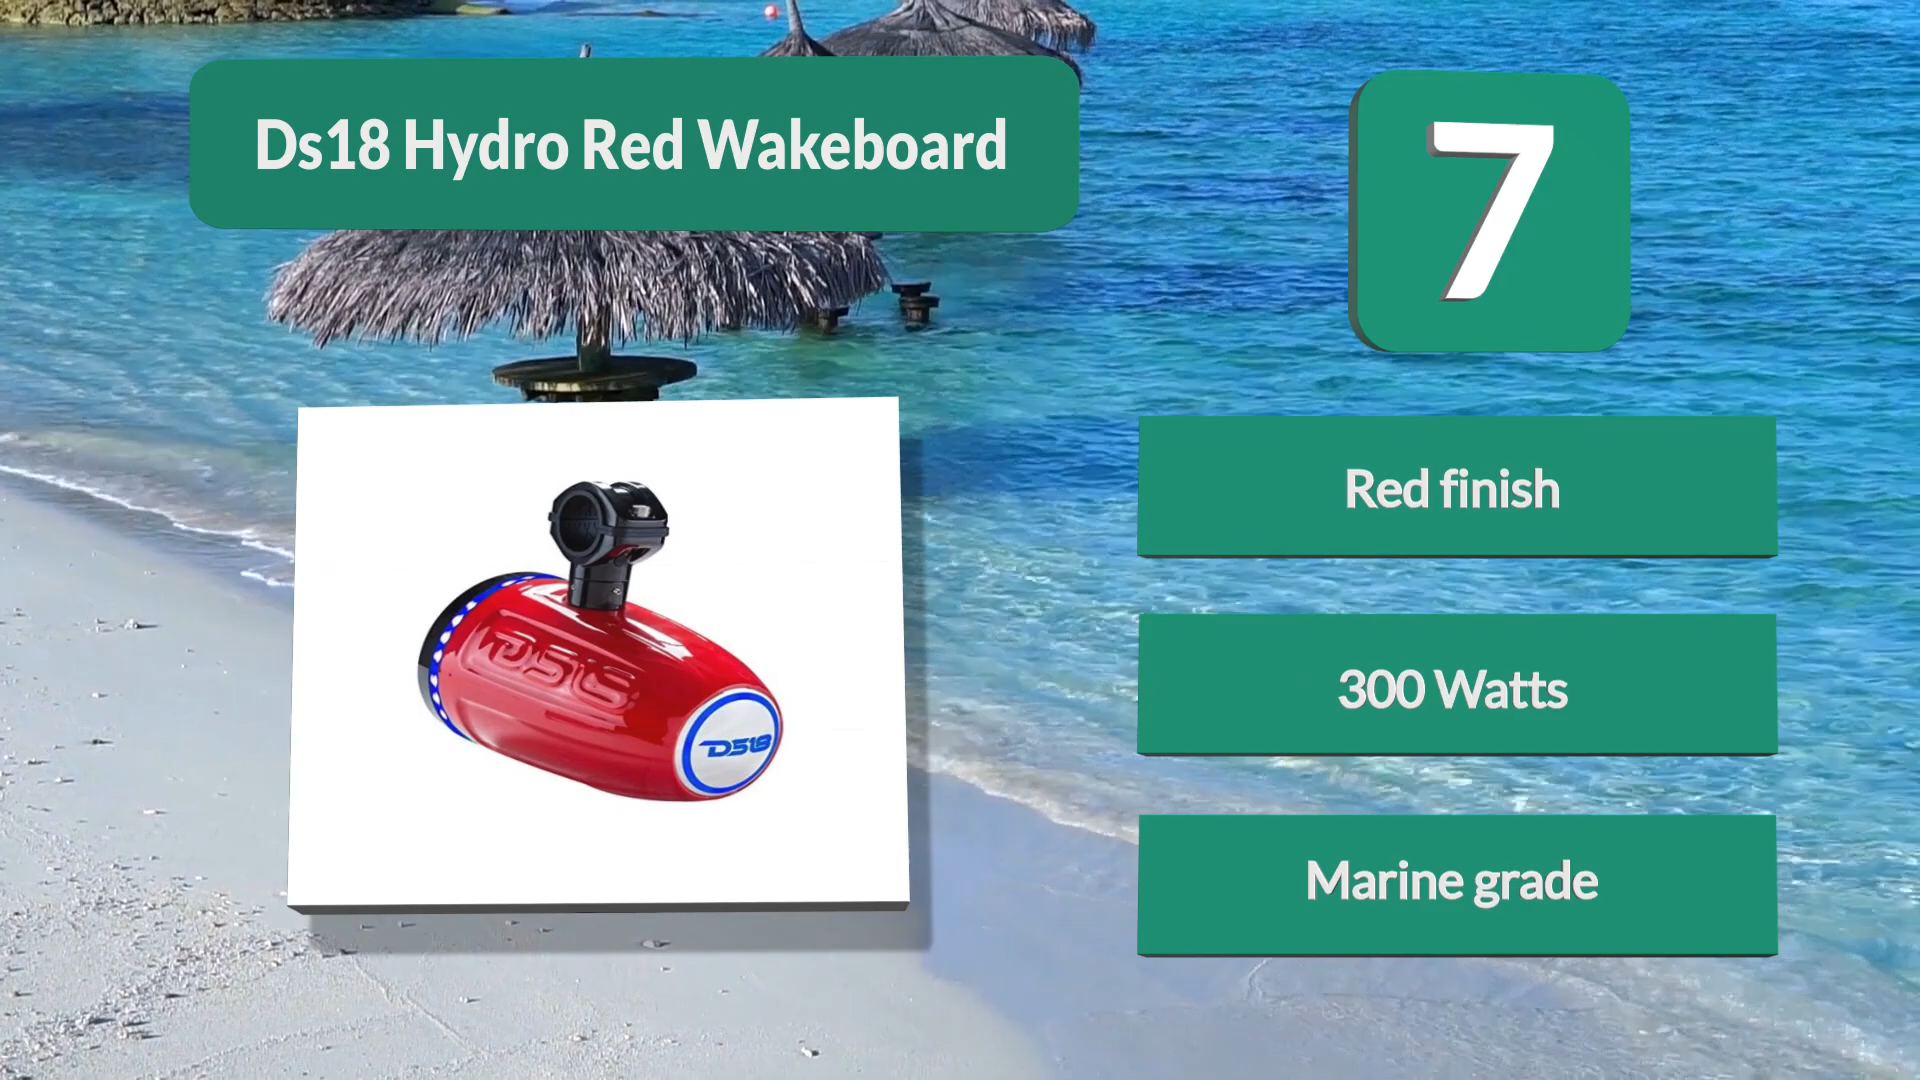 Ds18 Hydro Red Wakeboard
7
Red finish
300 Watts
Marine grade
DS18
DS18